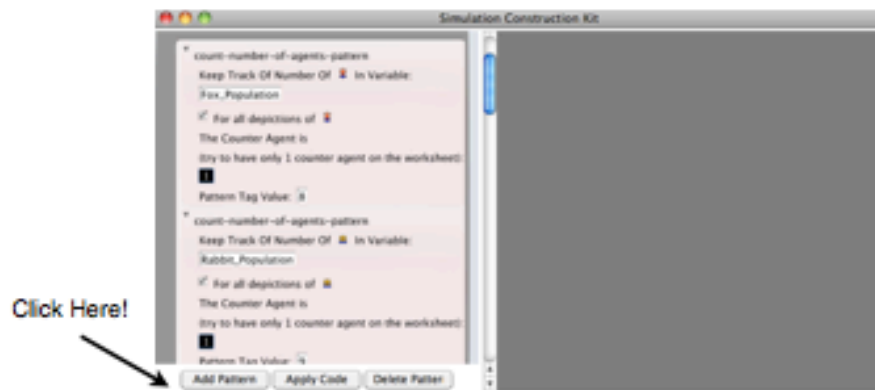 Simulation Construction Kit
count-number-of-agents-pattern
Keep Track Of Number Of In Variable:
Fox_Population
For all depictions of
The Counter Agent is
(try to have only 1 counter agent on the worksheet):
Pattern Tag Value:
count-number-of-agents-pattern
Keep Track Of Number Of In Variable:
Rabbit_Population
For all depictions of
The Counter Agent is
(try to have only 1 counter agent on the worksheet):
Pattern Tag Value:
Click Here!
Add Pattern Apply Code Delete Patter